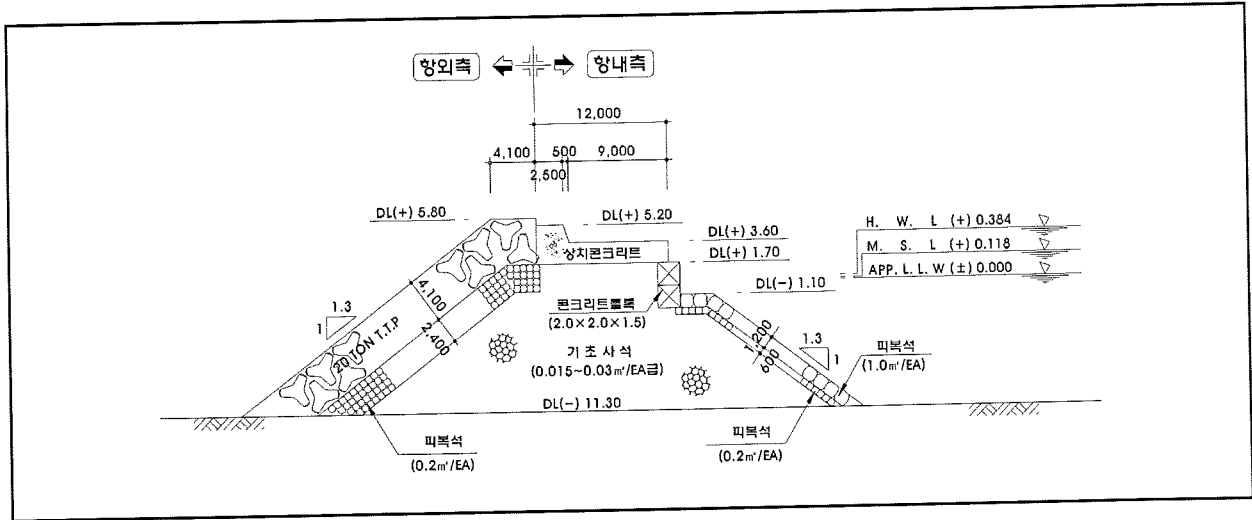 항외측 항내측
12,000
4,100 500 9,000
2,500
DL(+) 5.80
DL(+) 5.20
DL(+) 3.60
DL(+) 1.70
DL(-) 1.10
H. W. L (+) 0.384
M. S. L (+) 0.118
APP. L. L. W (±) 0.000
상치콘크리트
콘크리트블록
(2.0×2.0×1.5)
4,100
2,400
1.3
1
20 TON T.T.P
기초사석
(0.015~0.03㎥/EA급)
1,200
600
1.3
1
피복석
(1.0㎥/EA)
DL(-) 11.30
피복석
(0.2㎥/EA)
피복석
(0.2㎥/EA)